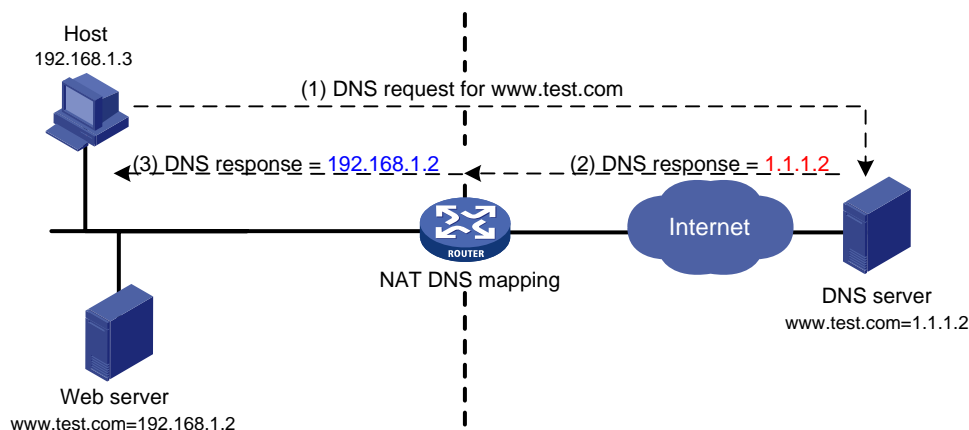 Host
192.168.1.3
(1) DNS request for www.test.com
(3) DNS response = 192.168.1.2
(2) DNS response = 1.1.1.2
Internet
ROUTER
NAT DNS mapping
DNS server
www.test.com=1.1.1.2
Web server
www.test.com=192.168.1.2